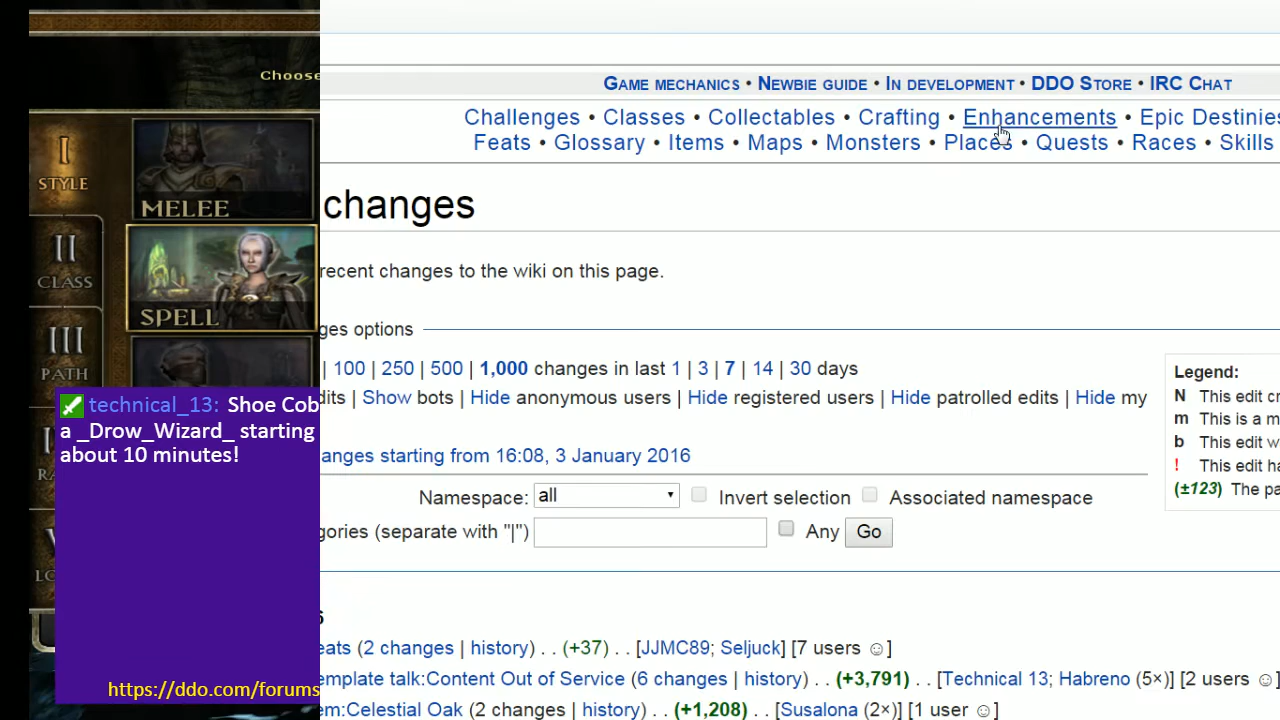 Choose
I
STYLE
MELEE
SPELL
II
CLASS
III
PATH
technical_13: Shoe Cob
a _Drow_Wizard_ starting
about 10 minutes!
https://ddo.com/forums
GAME MECHANICS • NEWBIE GUIDE • IN DEVELOPMENT • DDO STORE • IRC CHAT
Challenges • Classes • Collectables • Crafting • Enhancements • Epic Destinies
Feats • Glossary • Items • Maps • Monsters • Places • Quests • Races • Skills
changes
recent changes to the wiki on this page.
ges options
| 100 | 250 | 500 | 1,000 changes in last 1 | 3 | 7 | 14 | 30 days
dits | Show bots | Hide anonymous users | Hide registered users | Hide patrolled edits | Hide my
anges starting from 16:08, 3 January 2016
Namespace: all Invert selection Associated namespace
gories (separate with "|") Any Go
Legend:
N This edit cr
m This is a m
b This edit w
! This edit ha
(±123) The pa
eats (2 changes | history) . . (+37) . . [JJMC89; Seljuck] [7 users ☺]
emplate talk:Content Out of Service (6 changes | history) . . (+3,791) . . [Technical 13; Habreno (5×)] [2 users ☺]
em:Celestial Oak (2 changes | history) . . (+1,208) . . [Susalona (2×)] [1 user ☺]